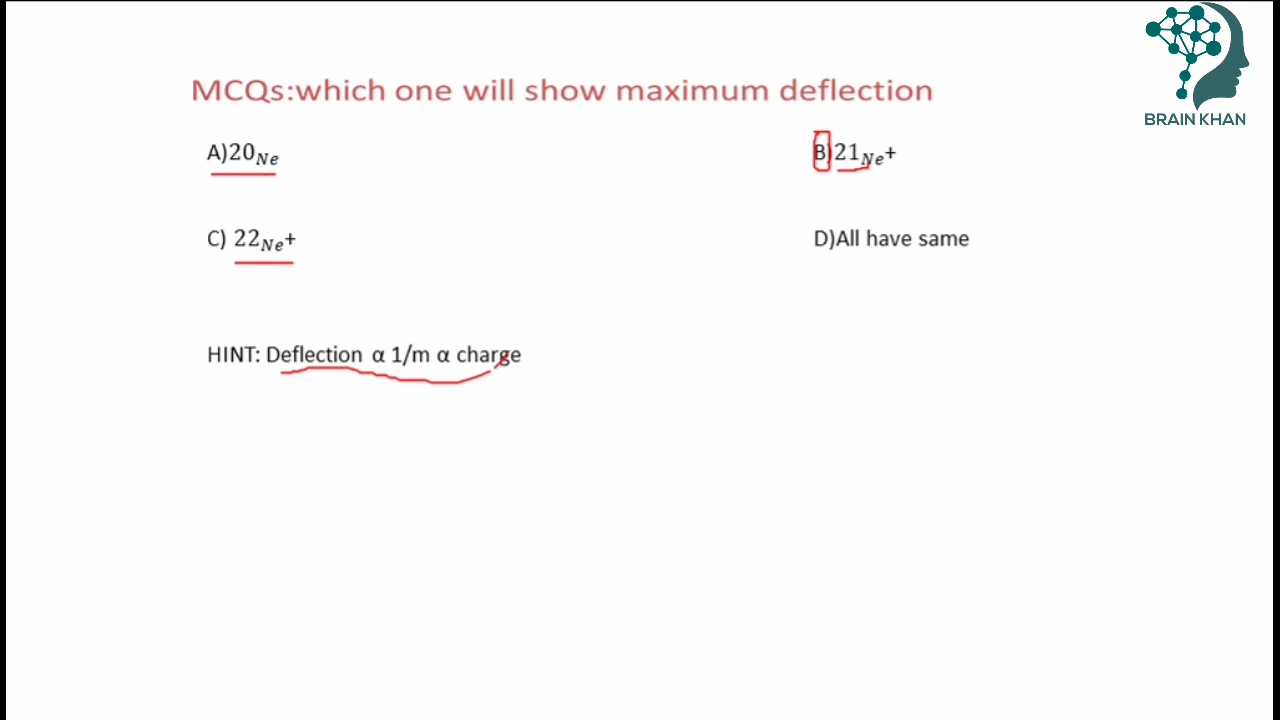 BRAIN KHAN
MCQs:which one will show maximum deflection
A)20Ne
B)21Ne+
C) 22Ne+
D)All have same
HINT: Deflection α 1/m α charge